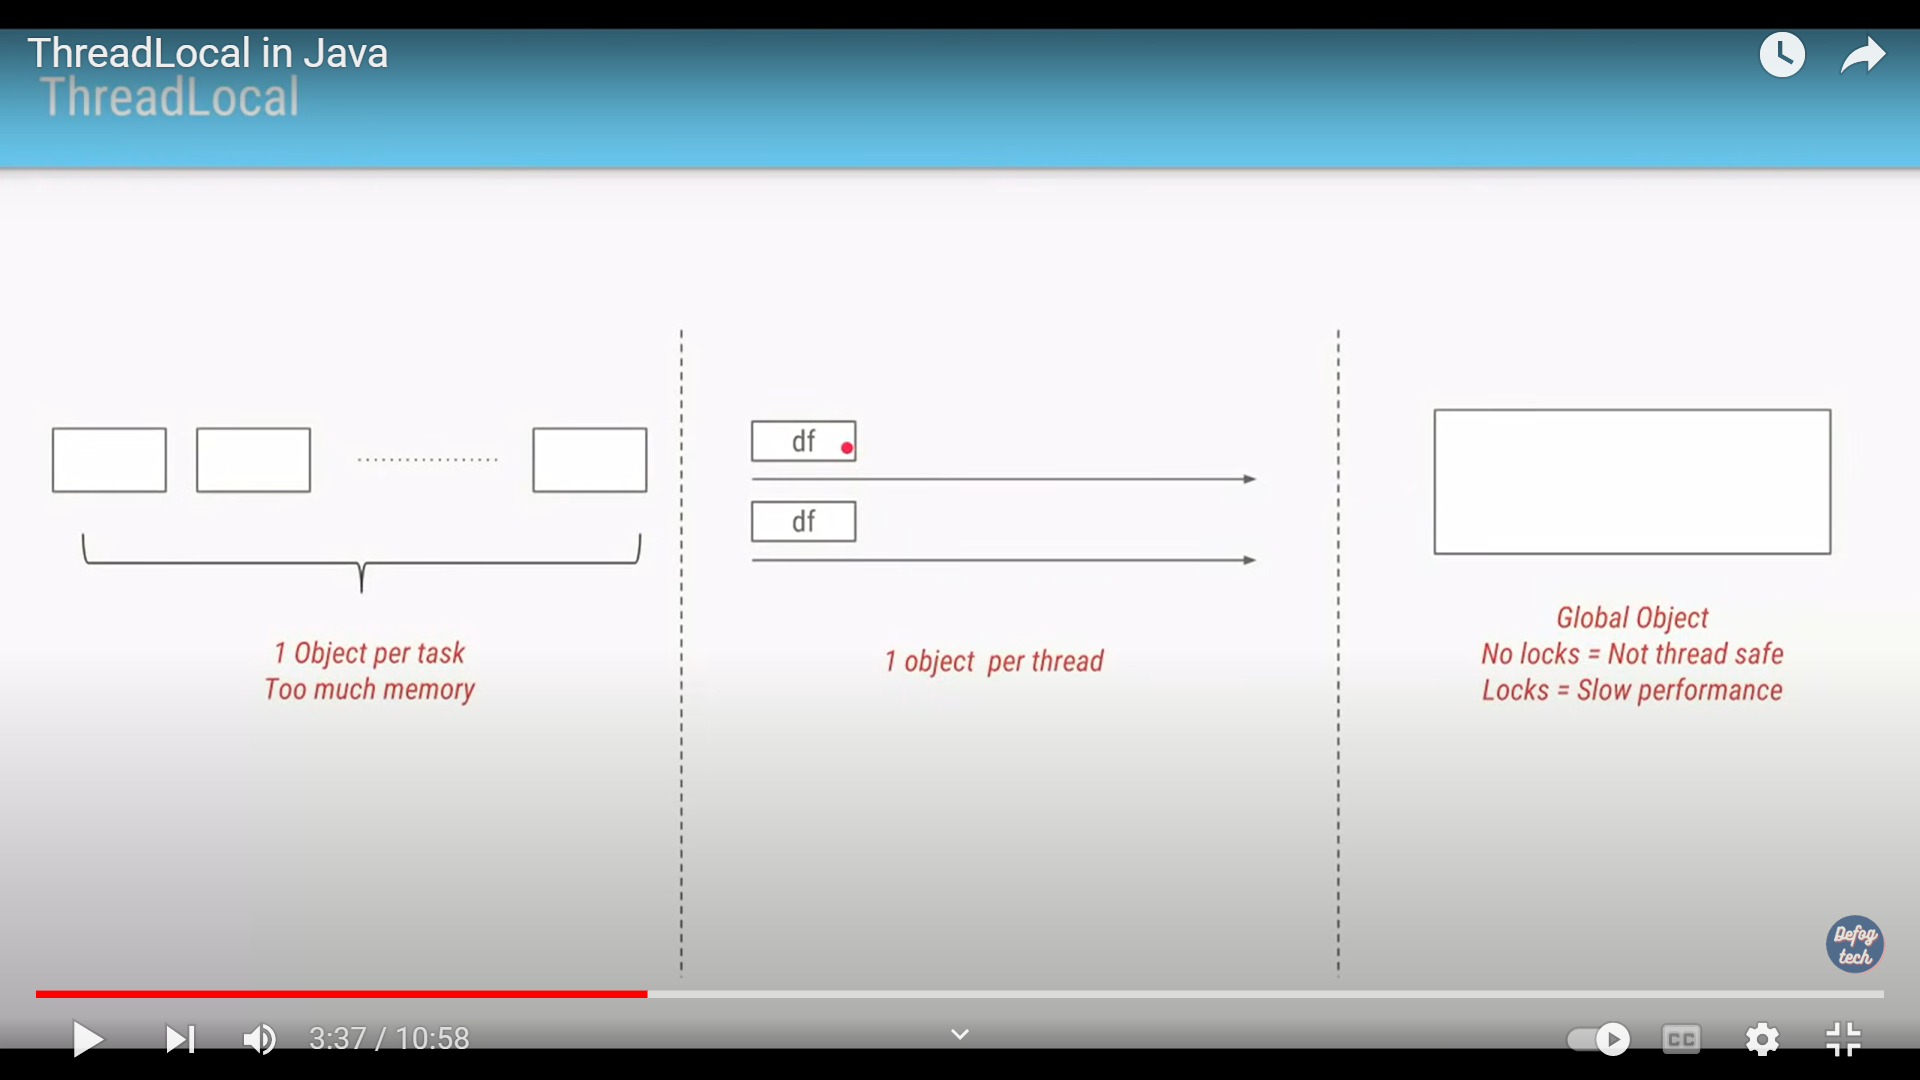 ThreadLocal in Java
ThreadLocal
df
df
1 Object per task
Too much memory
1 object per thread
Global Object
No locks = Not thread safe
Locks = Slow performance
Defog
tech
3:37 / 10:58
CC